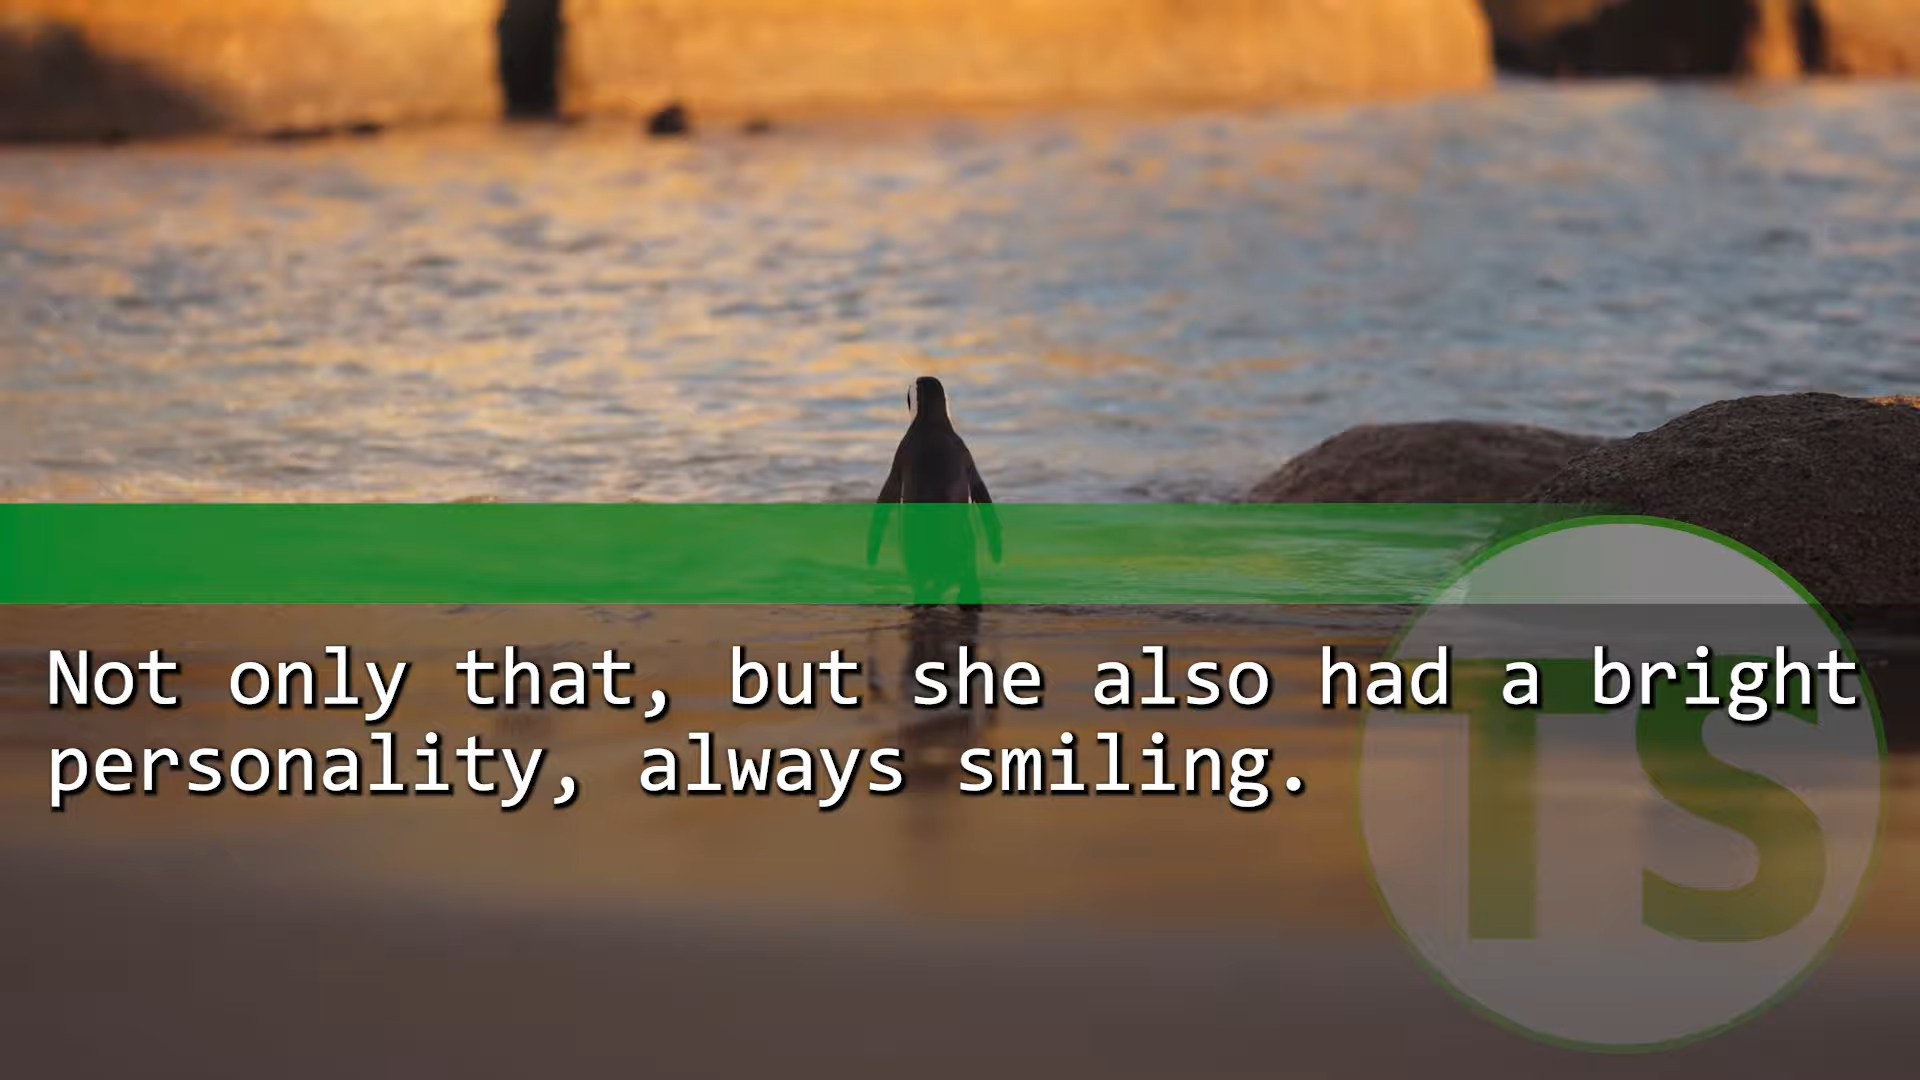 Not only that, but she also had a bright
personality, always smiling.
TS